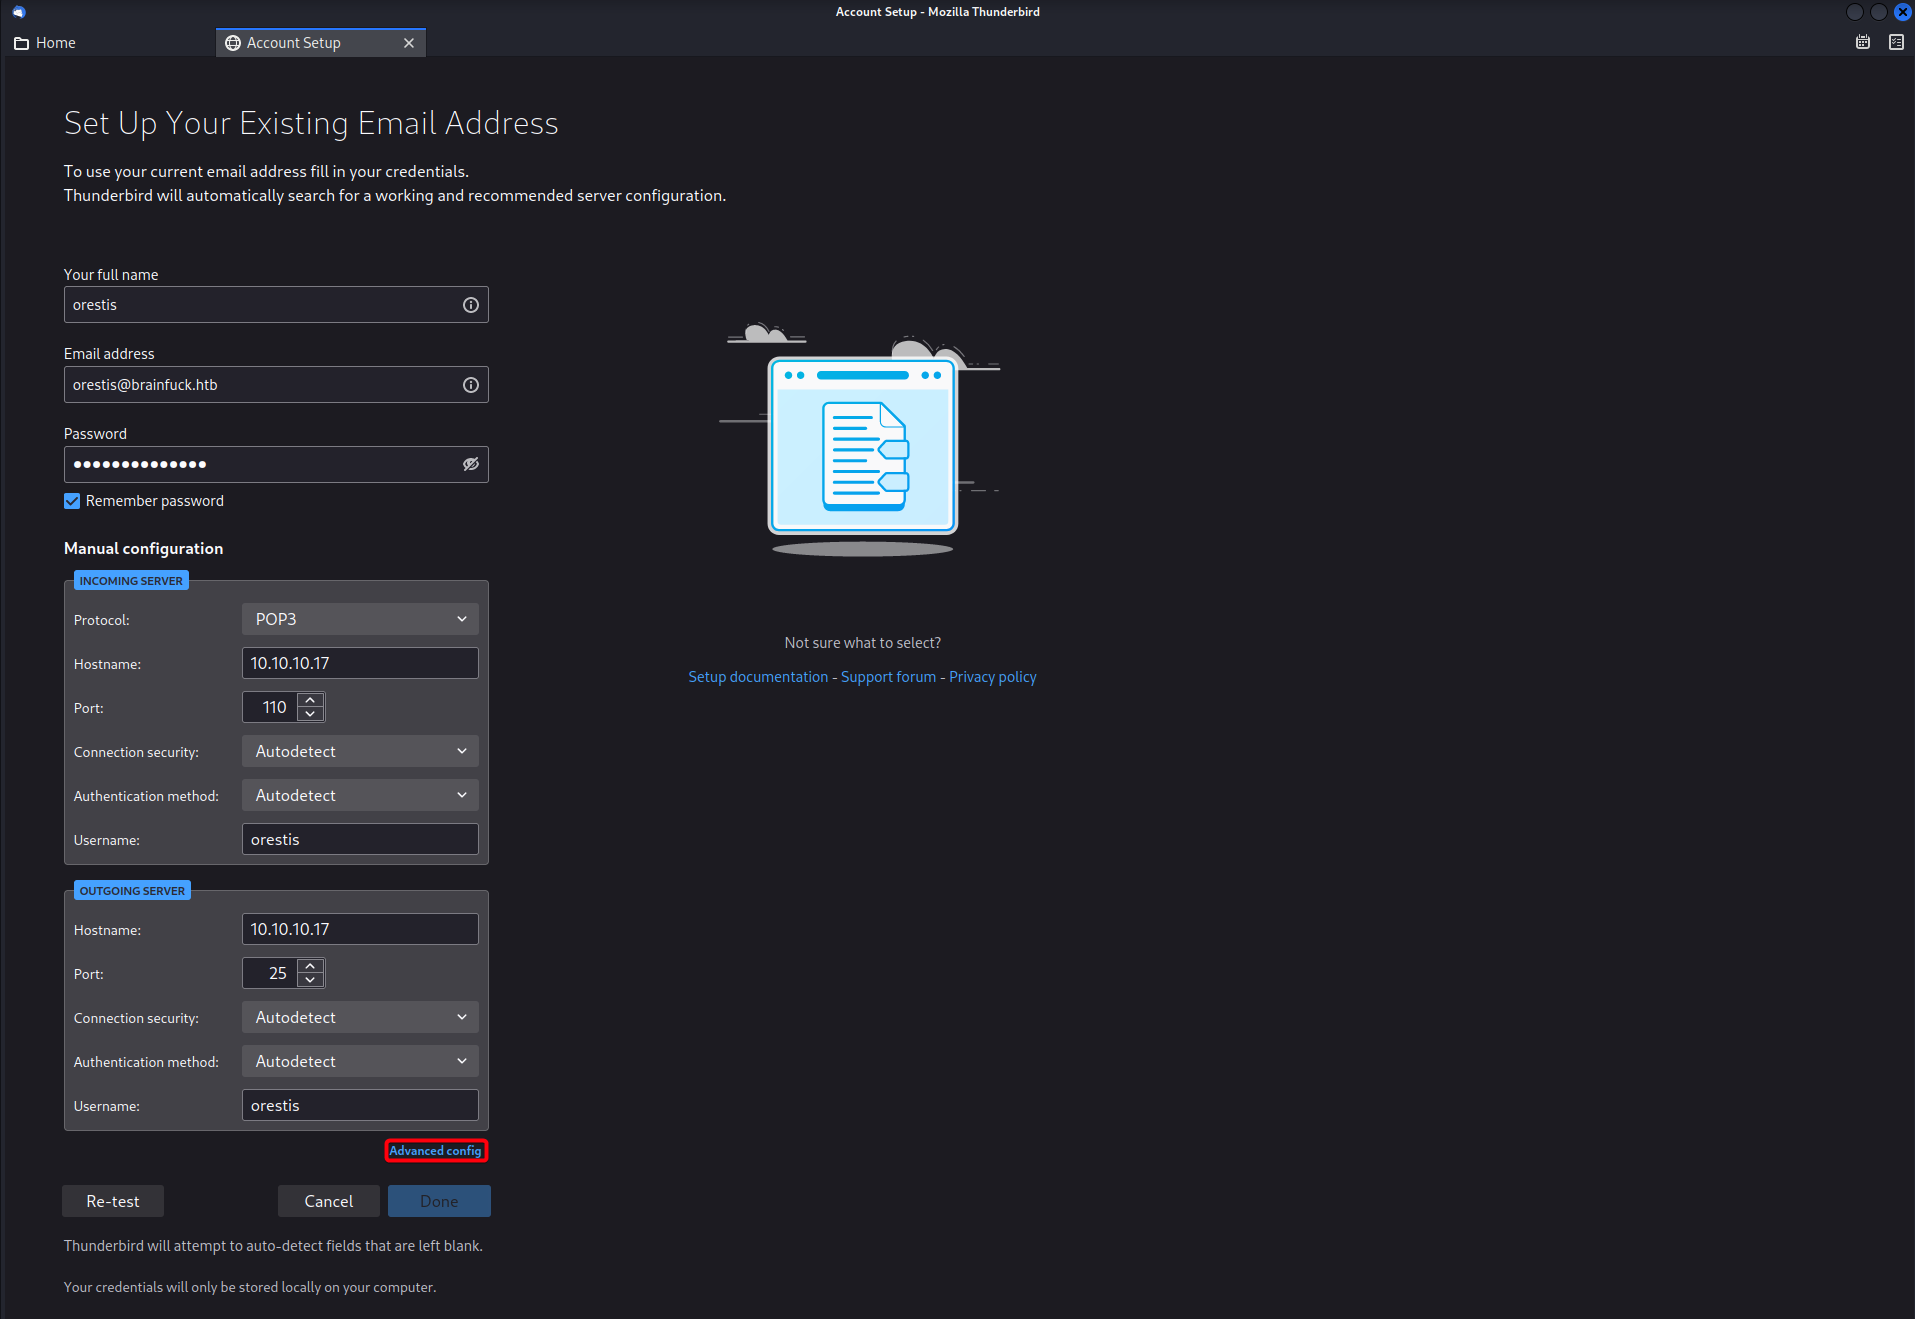 Account Setup - Mozilla Thunderbird
Home
Account Setup
Set Up Your Existing Email Address
To use your current email address fill in your credentials.
Thunderbird will automatically search for a working and recommended server configuration.
Your full name
orestis
Email address
orestis@brainfuck.htb
Password
●●●●●●●●●●●●●●
Remember password
Manual configuration
INCOMING SERVER
Protocol: POP3
Hostname: 10.10.10.17
Port: 110
Connection security: Autodetect
Authentication method: Autodetect
Username: orestis
OUTGOING SERVER
Hostname: 10.10.10.17
Port: 25
Connection security: Autodetect
Authentication method: Autodetect
Username: orestis
Advanced config
Re-test Cancel Done
Thunderbird will attempt to auto-detect fields that are left blank.
Your credentials will only be stored locally on your computer.
Not sure what to select?
Setup documentation - Support forum - Privacy policy